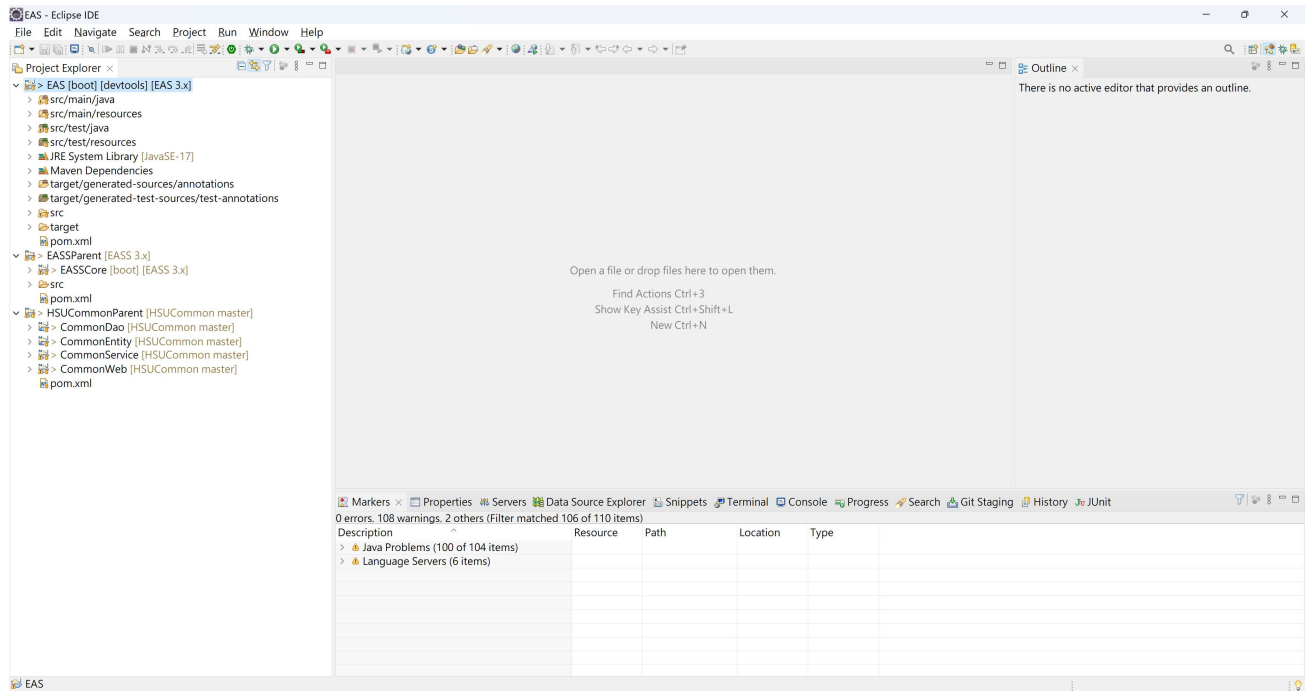 EAS - Eclipse IDE
File Edit Navigate Search Project Run Window Help
Project Explorer
> EAS [boot] [devtools] [EAS 3.x]
src/main/java
src/main/resources
src/test/java
src/test/resources
JRE System Library [JavaSE-17]
Maven Dependencies
target/generated-sources/annotations
target/generated-test-sources/test-annotations
src
target
pom.xml
> EASSParent [EASS 3.x]
> EASSCore [boot] [EASS 3.x]
src
pom.xml
> HSUCommonParent [HSUCommon master]
> CommonDao [HSUCommon master]
> CommonEntity [HSUCommon master]
> CommonService [HSUCommon master]
> CommonWeb [HSUCommon master]
pom.xml
Open a file or drop files here to open them.
Find Actions Ctrl+3
Show Key Assist Ctrl+Shift+L
New Ctrl+N
Outline
There is no active editor that provides an outline.
Markers Properties Servers Data Source Explorer Snippets Terminal Console Progress Search Git Staging History JUnit
0 errors, 108 warnings, 2 others (Filter matched 106 of 110 items)
Description Resource Path Location Type
Java Problems (100 of 104 items)
Language Servers (6 items)
EAS